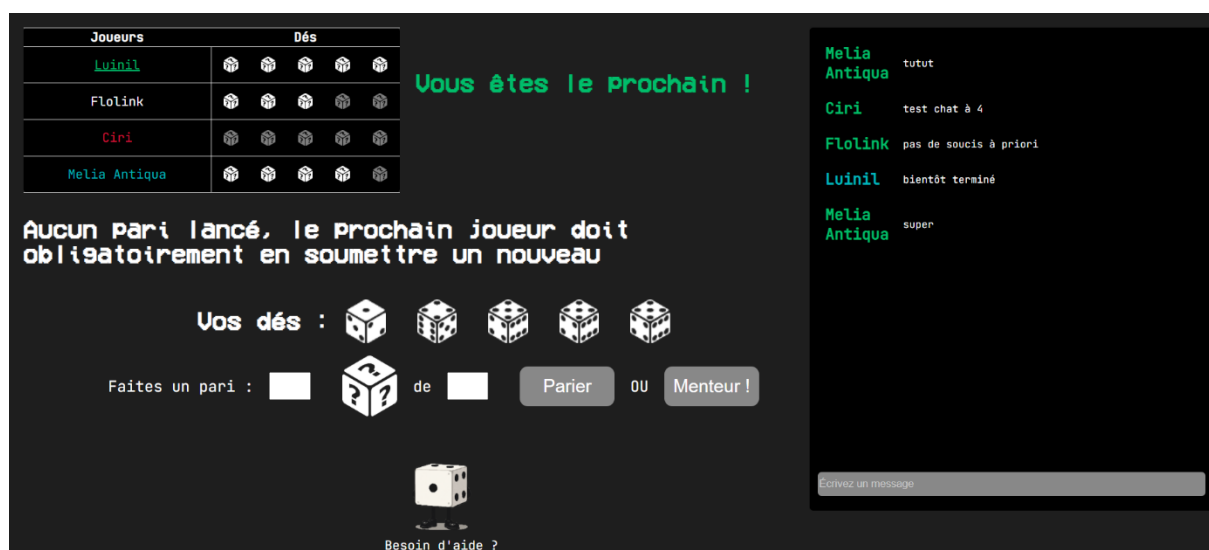 Joueurs Dés
Luinil
Flolink
Ciri
Melia Antiqua
Vous êtes le prochain !
Aucun pari lancé, le prochain joueur doit
obligatoirement en soumettre un nouveau
Vos dés :
Faites un pari : ? ? ? de Parier OU Menteur !
Besoin d'aide ?
Melia
Antiqua tutut
Ciri test chat à 4
Flolink pas de soucis à priori
Luinil bientôt terminé
Melia
Antiqua super
Écrivez un message